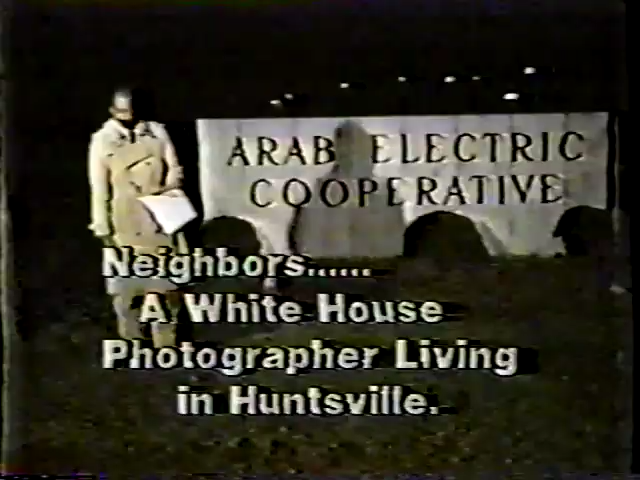 ARAB ELECTRIC
COOPERATIVE
Neighbors......
A White House
Photographer Living
in Huntsville.